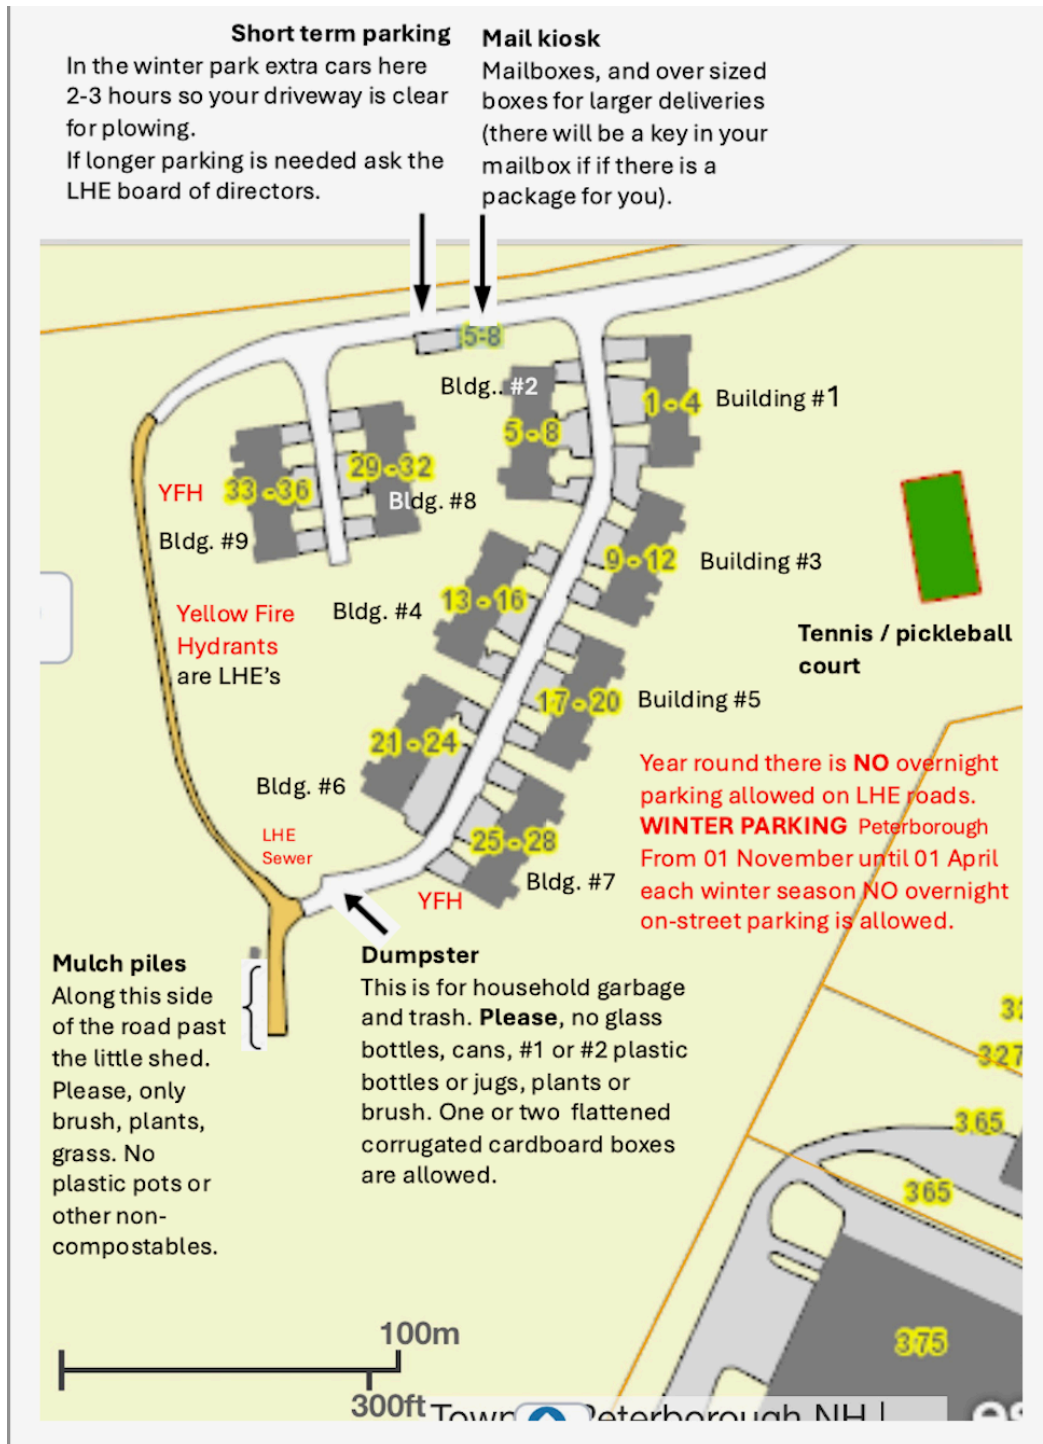 Short term parking
In the winter park extra cars here
2-3 hours so your driveway is clear
for plowing.
If longer parking is needed ask the
LHE board of directors.
Mail kiosk
Mailboxes, and over sized
boxes for larger deliveries
(there will be a key in your
mailbox if if there is a
package for you).
5-8
Bldg.. #2
1-4
Building #1
5-8
29-32
YFH
33-36
Bldg. #8
Bldg. #9
9-12
Building #3
13-16
Bldg. #4
Yellow Fire
Hydrants
are LHE's
Tennis / pickleball
court
17-20
Building #5
21-24
Bldg. #6
Year round there is NO overnight
parking allowed on LHE roads.
WINTER PARKING Peterborough
From 01 November until 01 April
each winter season NO overnight
on-street parking is allowed.
LHE
Sewer
25-28
Bldg. #7
YFH
Mulch piles
Along this side
of the road past
the little shed.
Please, only
brush, plants,
grass. No
plastic pots or
other non-
compostables.
Dumpster
This is for household garbage
and trash. Please, no glass
bottles, cans, #1 or #2 plastic
bottles or jugs, plants or
brush. One or two flattened
corrugated cardboard boxes
are allowed.
327
365
365
375
100m
300ft
Peterborough NH |